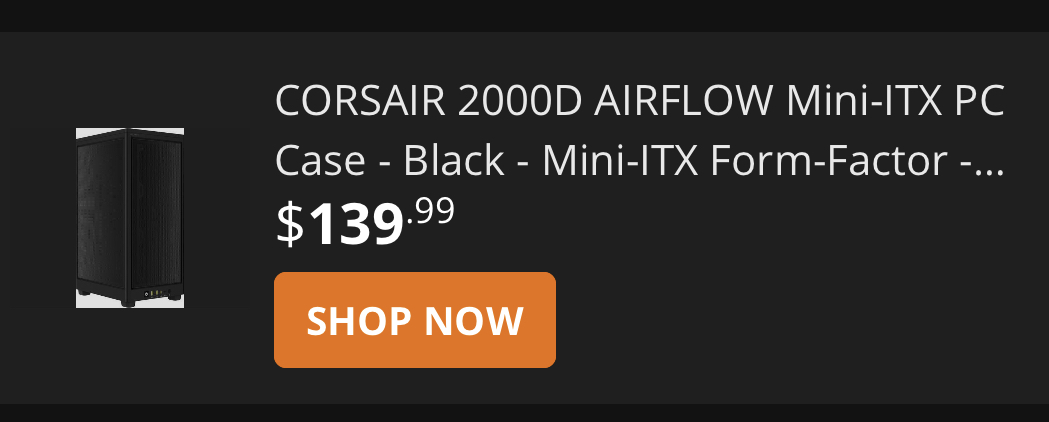 CORSAIR 2000D AIRFLOW Mini-ITX PC
Case - Black - Mini-ITX Form-Factor -...
$139.99
SHOP NOW